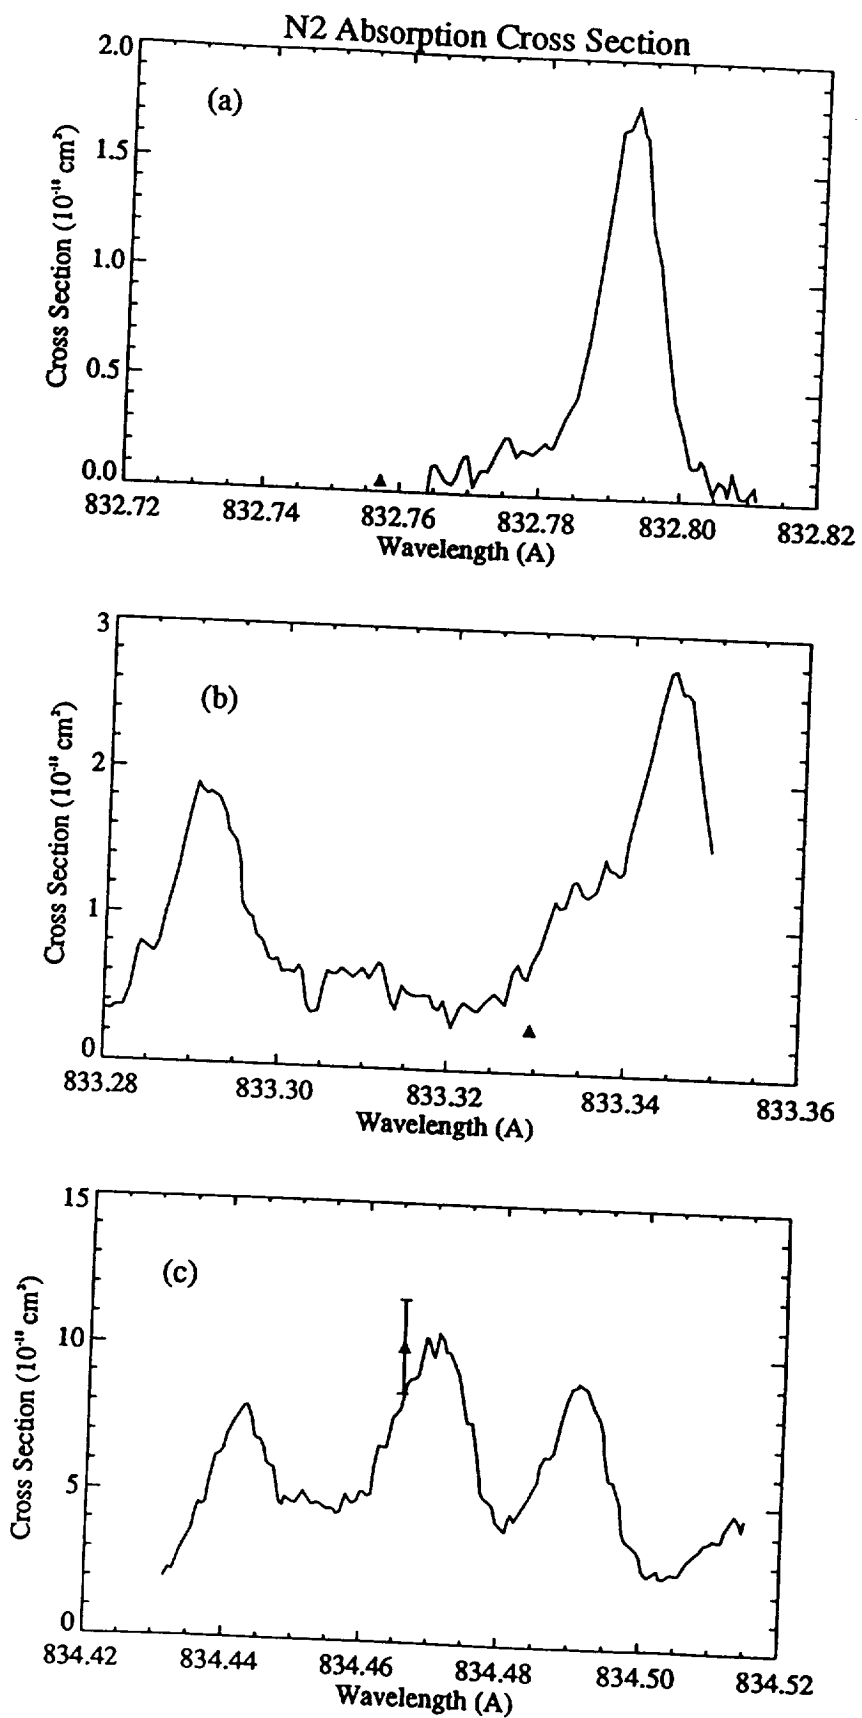 N2 Absorption Cross Section
(a)
2.0
1.5
1.0
0.5
0.0
Cross Section (10⁻¹⁸ cm²)
832.72 832.74 832.76 832.78 832.80 832.82
Wavelength (A)
(b)
3
2
1
0
Cross Section (10⁻¹⁸ cm²)
833.28 833.30 833.32 833.34 833.36
Wavelength (A)
(c)
15
10
5
0
Cross Section (10⁻¹⁸ cm²)
834.42 834.44 834.46 834.48 834.50 834.52
Wavelength (A)